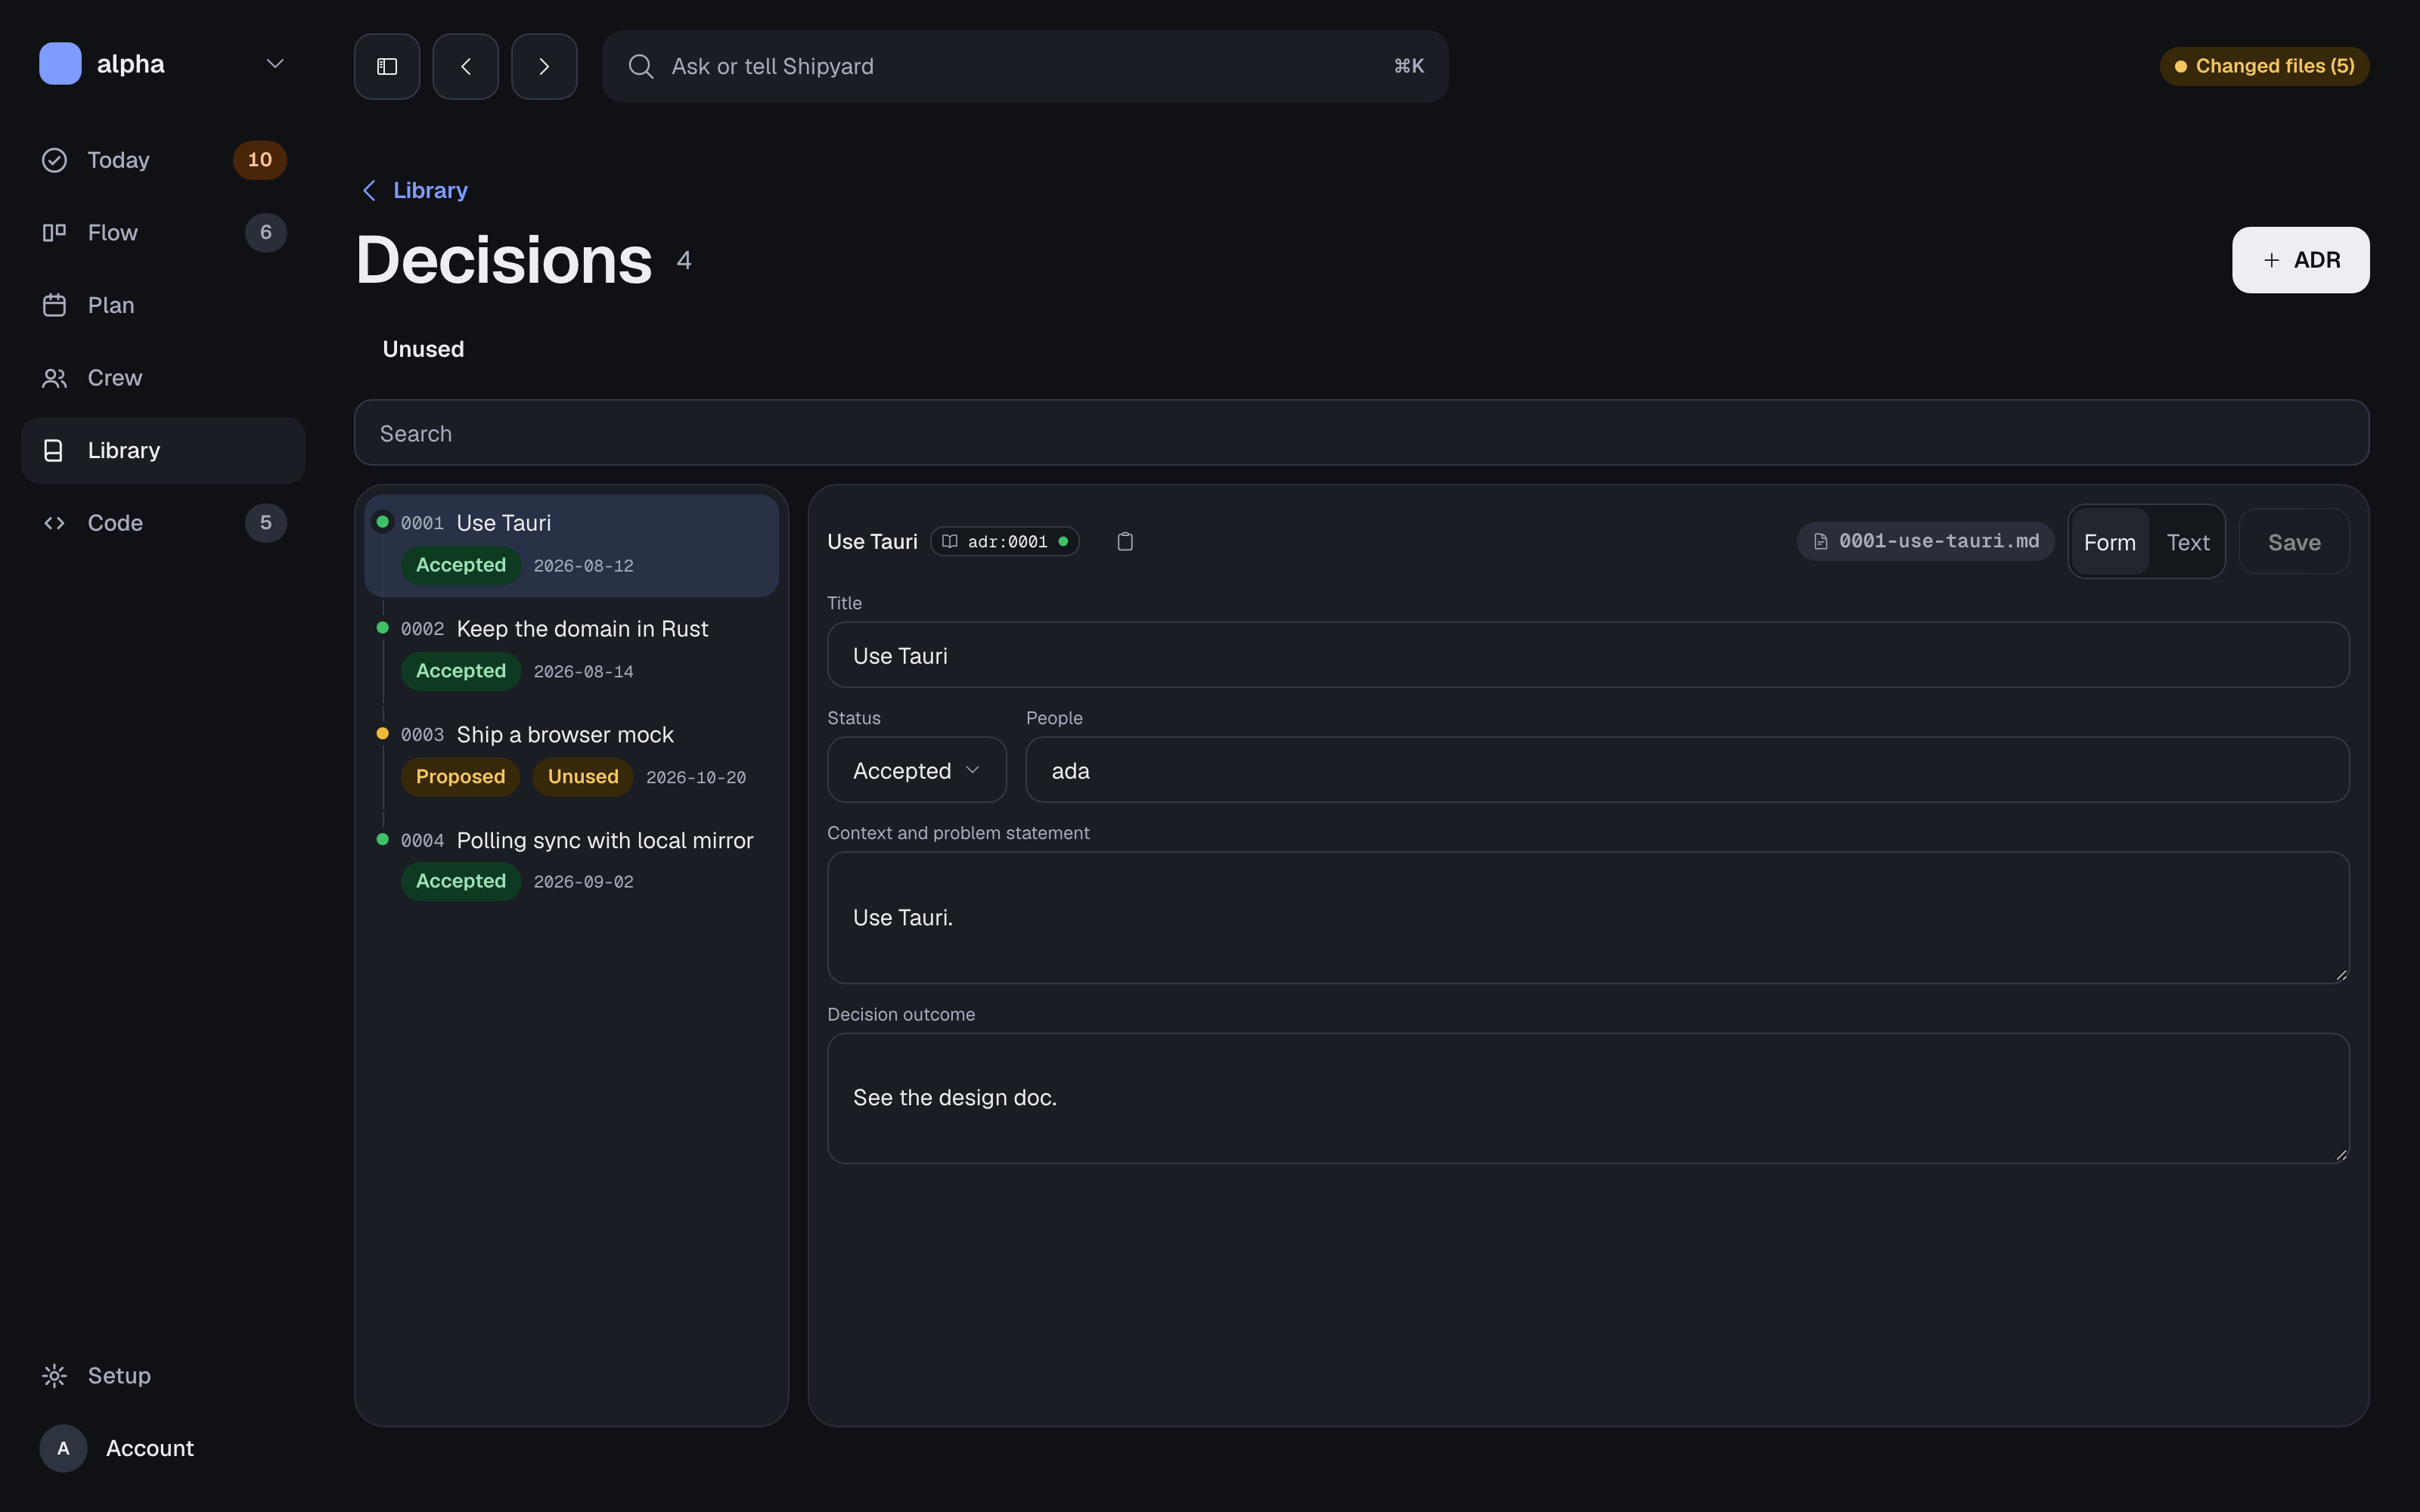 alpha
Ask or tell Shipyard
⌘K
Changed files (5)
Today
10
Flow
6
Plan
Crew
Library
Code
5
Setup
A
Account
Library
Decisions 4
+ ADR
Unused
Search
0001 Use Tauri
Accepted 2026-08-12
0002 Keep the domain in Rust
Accepted 2026-08-14
0003 Ship a browser mock
Proposed Unused 2026-10-20
0004 Polling sync with local mirror
Accepted 2026-09-02
Use Tauri adr:0001
0001-use-tauri.md
Form Text
Save
Title
Use Tauri
Status People
Accepted ada
Context and problem statement
Use Tauri.
Decision outcome
See the design doc.